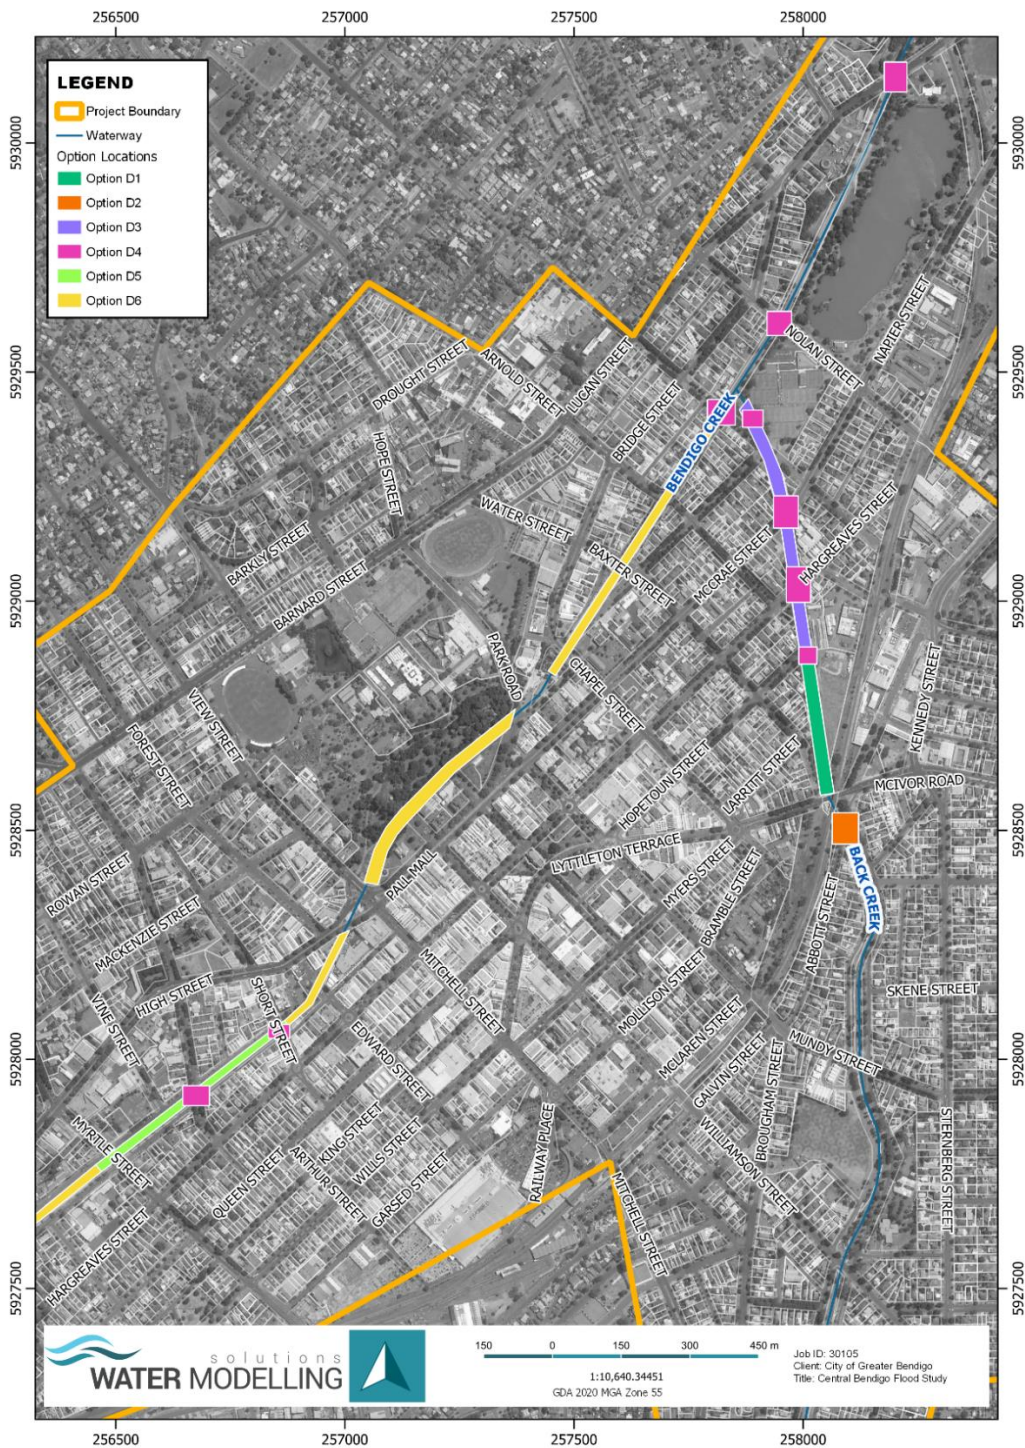 256500 257000 257500 258000
LEGEND
Project Boundary
Waterway
Option Locations
Option D1
Option D2
Option D3
Option D4
Option D5
Option D6
5930000
5930000
NOLAN STREET
NAPIER STREET
5929500
5929500
DROUGHT STREET
ARNOLD STREET
LUCAN STREET
BRIDGE STREET
BENDIGO CREEK
HOPE STREET
WATER STREET
BARKLY STREET
BARNARD STREET
BAXTER STREET
MCCRAE STREET
HARGREAVES STREET
5929000
5929000
PARK ROAD
CHAPEL STREET
VIEW STREET
FOREST STREET
KENNEDY STREET
HOPETOUN STREET
LARRITT STREET
MCIVOR ROAD
5928500
5928500
ROWAN STREET
PALL MALL
LYTTLETON TERRACE
MYERS STREET
BRAMBLE STREET
BACK CREEK
ABBOTT STREET
MACKENZIE STREET
HIGH STREET
SHORT STREET
VINE STREET
MITCHELL STREET
MOLLISON STREET
SKENE STREET
5928000
5928000
EDWARD STREET
MCLAREN STREET
GALVIN STREET
MUNDY STREET
BROUGHAM STREET
MYRTLE STREET
KING STREET
WILLS STREET
ARTHUR STREET
QUEEN STREET
GARSED STREET
RAILWAY PLACE
WILLIAMSON STREET
STERNBERG STREET
MITCHELL STREET
HARGREAVES STREET
5927500
5927500
solutions
WATER MODELLING
150 0 150 300 450 m
1:10,640.34451
GDA 2020 MGA Zone 55
Job ID: 30105
Client: City of Greater Bendigo
Title: Central Bendigo Flood Study
256500 257000 257500 258000